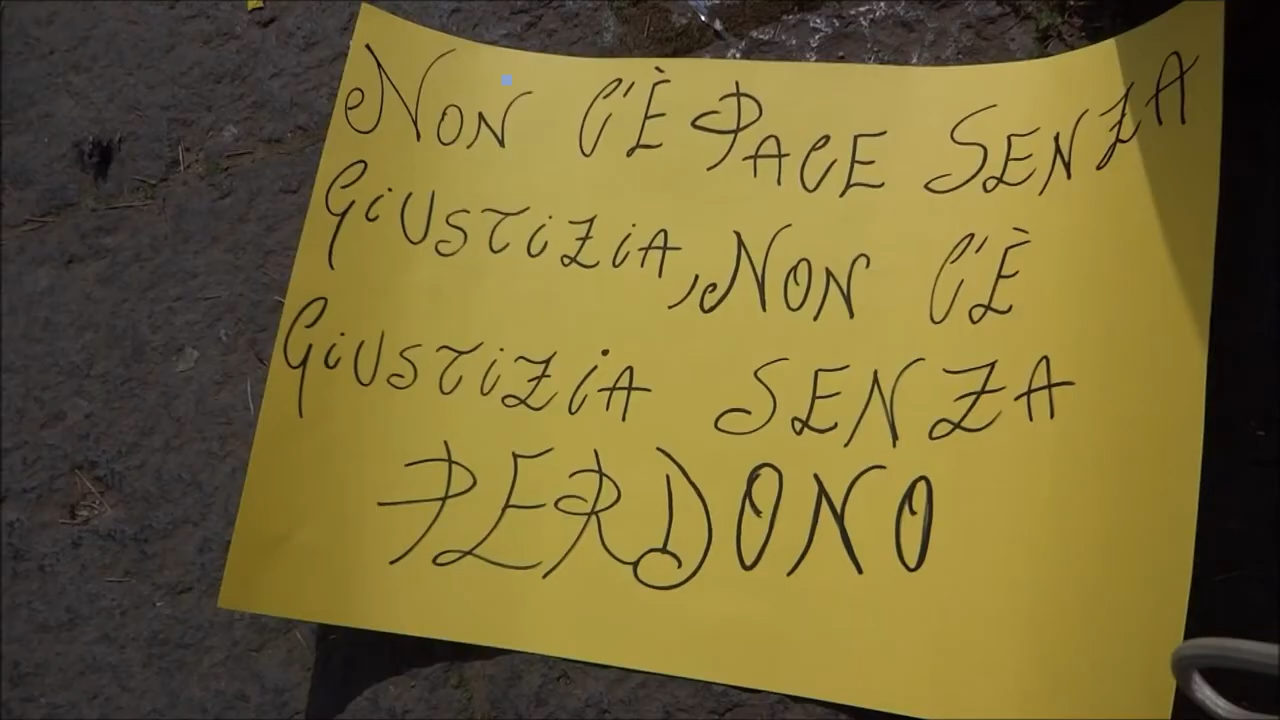 NON C'È PACE SENZA
GiUSTiZiA, NON C'È
GiUSTiZiA SENZA
PERDONO